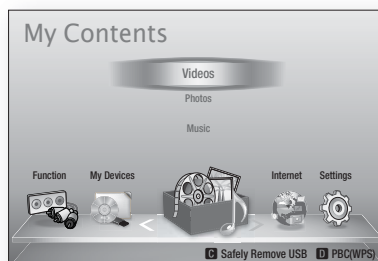 My Contents
Videos
Photos
Music
Function My Devices Internet Settings
C Safely Remove USB D PBC(WPS)